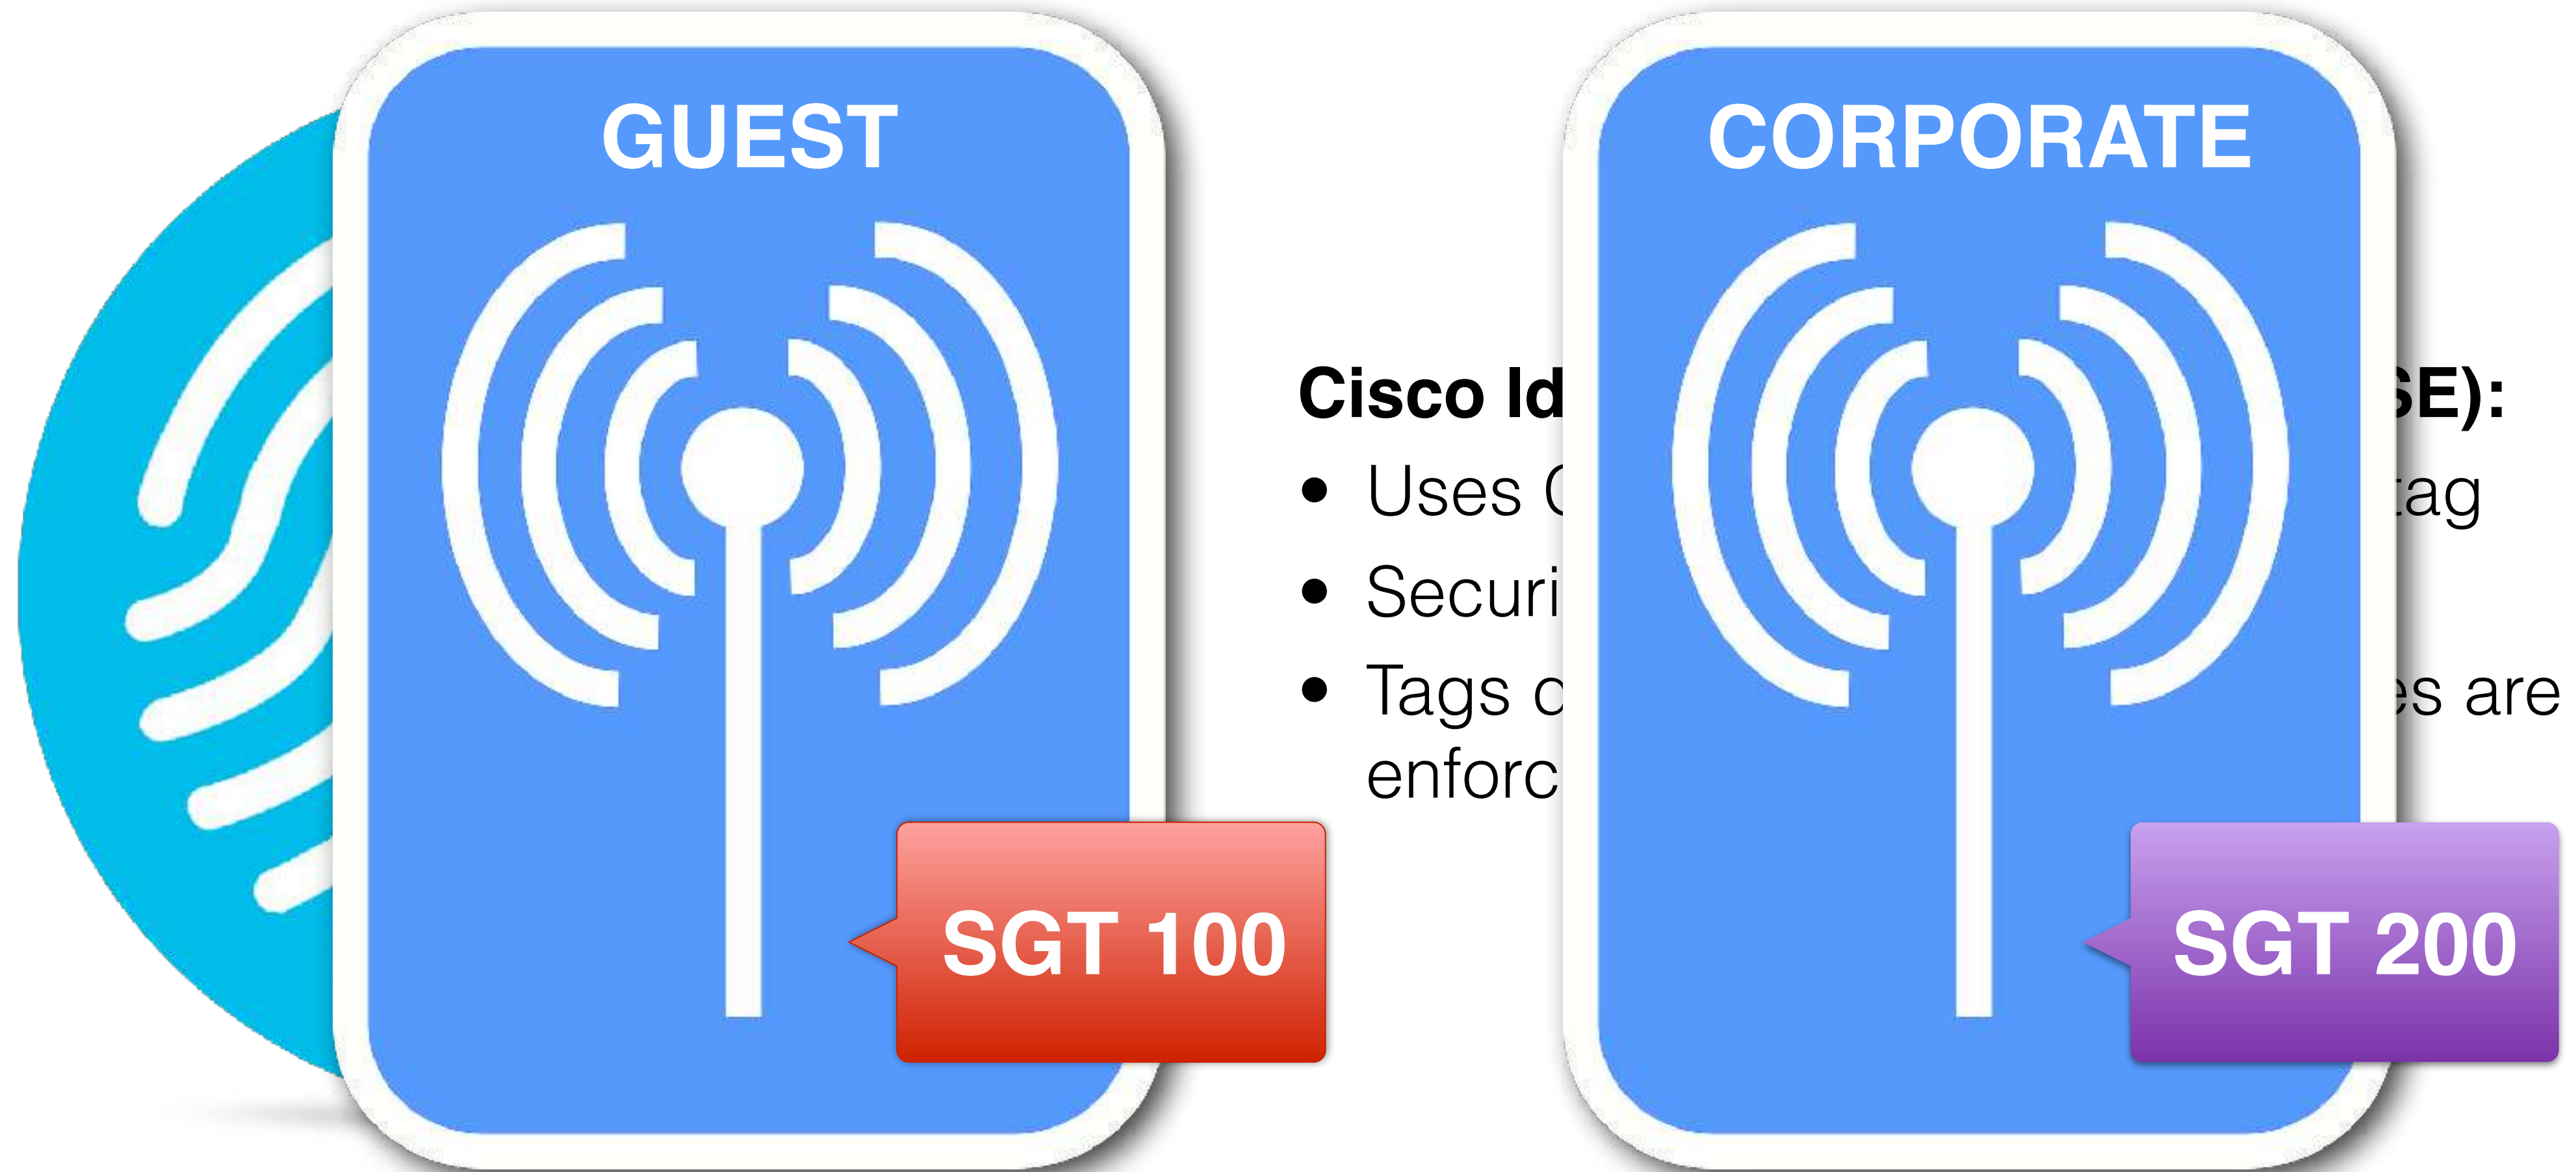 GUEST
CORPORATE
Cisco Id SE):
• Uses tag
• Securi
• Tags es are
enforc
SGT 100
SGT 200